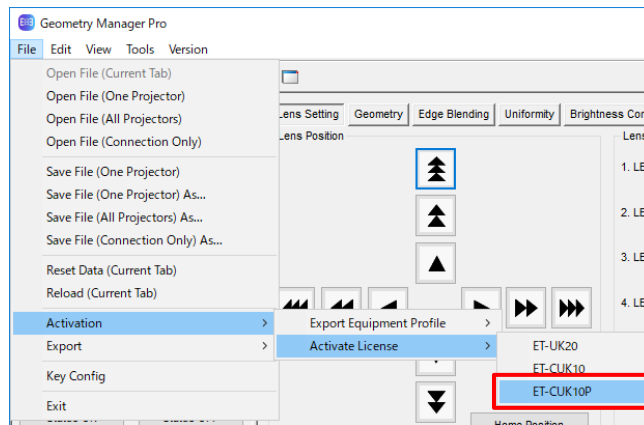 Geometry Manager Pro
File Edit View Tools Version
Open File (Current Tab)
Open File (One Projector)
Open File (All Projectors)
Open File (Connection Only)
Save File (One Projector)
Save File (One Projector) As...
Save File (All Projectors) As...
Save File (Connection Only) As...
Reset Data (Current Tab)
Reload (Current Tab)
Activation >
Export >
Key Config
Exit
Lens Setting Geometry Edge Blending Uniformity Brightness Con
Lens Position
Lens
1. LE
2. LE
3. LE
4. LE
Export Equipment Profile >
Activate License >
ET-UK20
ET-CUK10
ET-CUK10P
Home Position